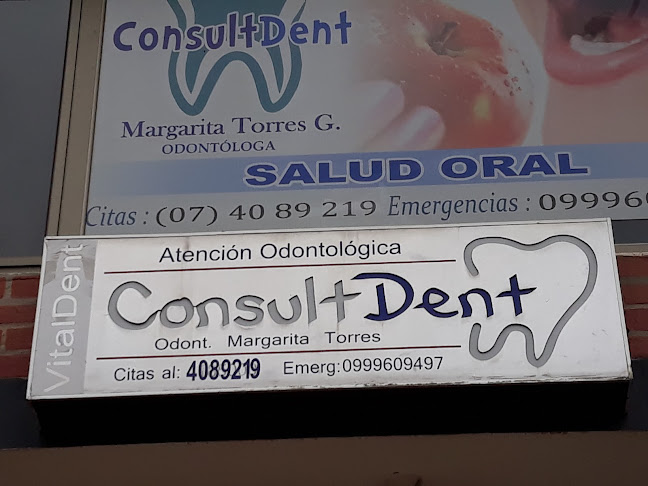 ConsultDent
Margarita Torres G.
ODONTÓLOGA
SALUD ORAL
Citas : (07) 40 89 219 Emergencias : 09996
VitalDent
Atención Odontológica
ConsultDent
Odont. Margarita Torres
Citas al: 4089219 Emerg:0999609497